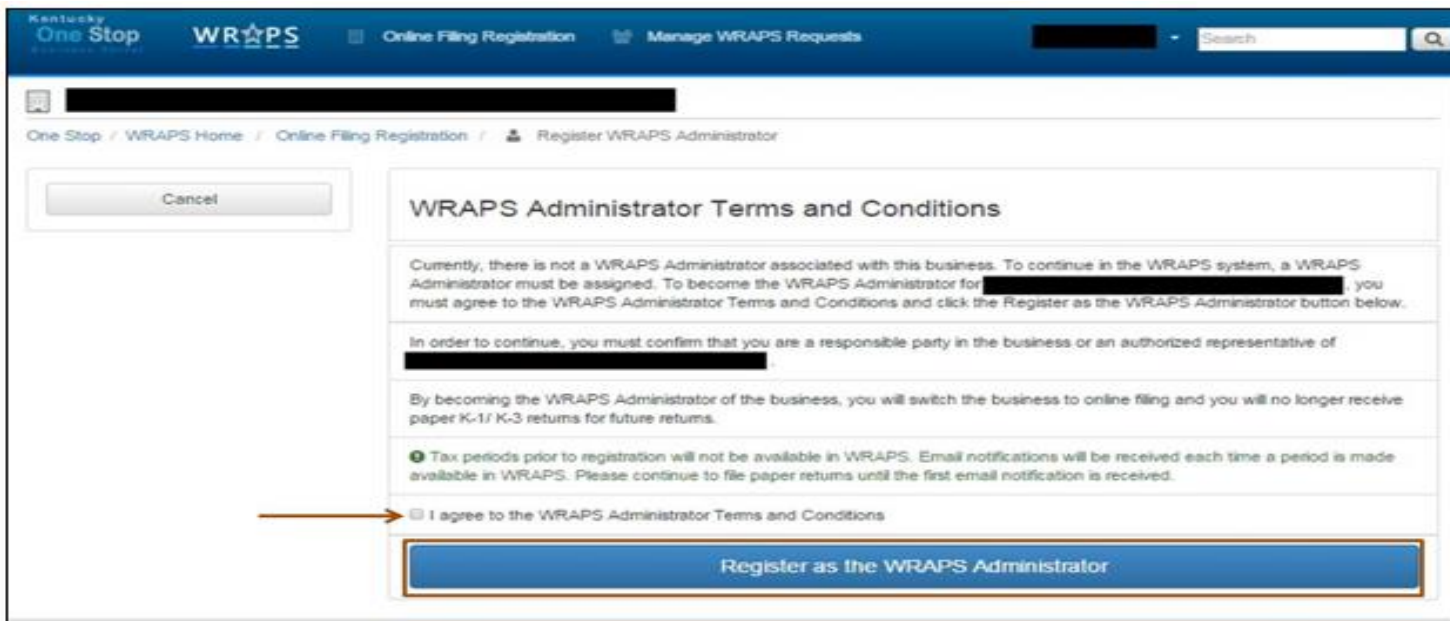 Kentucky
One Stop
Business Portal
WRAPS Online Filing Registration Manage WRAPS Requests Search
One Stop / WRAPS Home / Online Filing Registration / Register WRAPS Administrator
Cancel
WRAPS Administrator Terms and Conditions
Currently, there is not a WRAPS Administrator associated with this business. To continue in the WRAPS system, a WRAPS
Administrator must be assigned. To become the WRAPS Administrator for , you
must agree to the WRAPS Administrator Terms and Conditions and click the Register as the WRAPS Administrator button below.
In order to continue, you must confirm that you are a responsible party in the business or an authorized representative of
.
By becoming the WRAPS Administrator of the business, you will switch the business to online filing and you will no longer receive
paper K-1/ K-3 returns for future returns.
Tax periods prior to registration will not be available in WRAPS. Email notifications will be received each time a period is made
available in WRAPS. Please continue to file paper returns until the first email notification is received.
I agree to the WRAPS Administrator Terms and Conditions
Register as the WRAPS Administrator